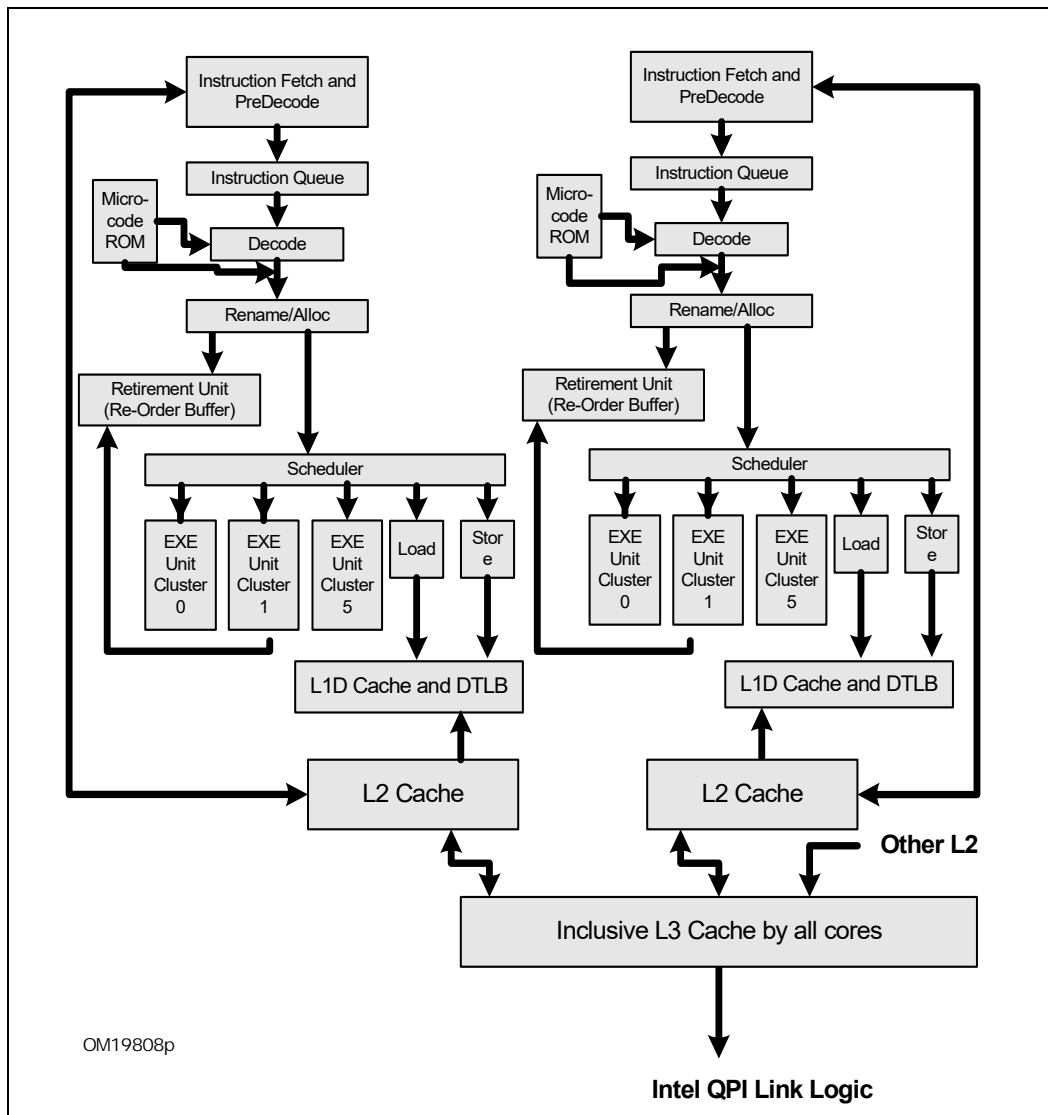 Instruction Fetch and
PreDecode
Instruction Queue
Micro-
code
ROM
Decode
Rename/Alloc
Retirement Unit
(Re-Order Buffer)
Scheduler
EXE
Unit
Cluster
0
EXE
Unit
Cluster
1
EXE
Unit
Cluster
5
Load
Stor
e
L1D Cache and DTLB
L2 Cache
Instruction Fetch and
PreDecode
Instruction Queue
Micro-
code
ROM
Decode
Rename/Alloc
Retirement Unit
(Re-Order Buffer)
Scheduler
EXE
Unit
Cluster
0
EXE
Unit
Cluster
1
EXE
Unit
Cluster
5
Load
Stor
e
L1D Cache and DTLB
L2 Cache
Other L2
Inclusive L3 Cache by all cores
OM19808p
Intel QPI Link Logic